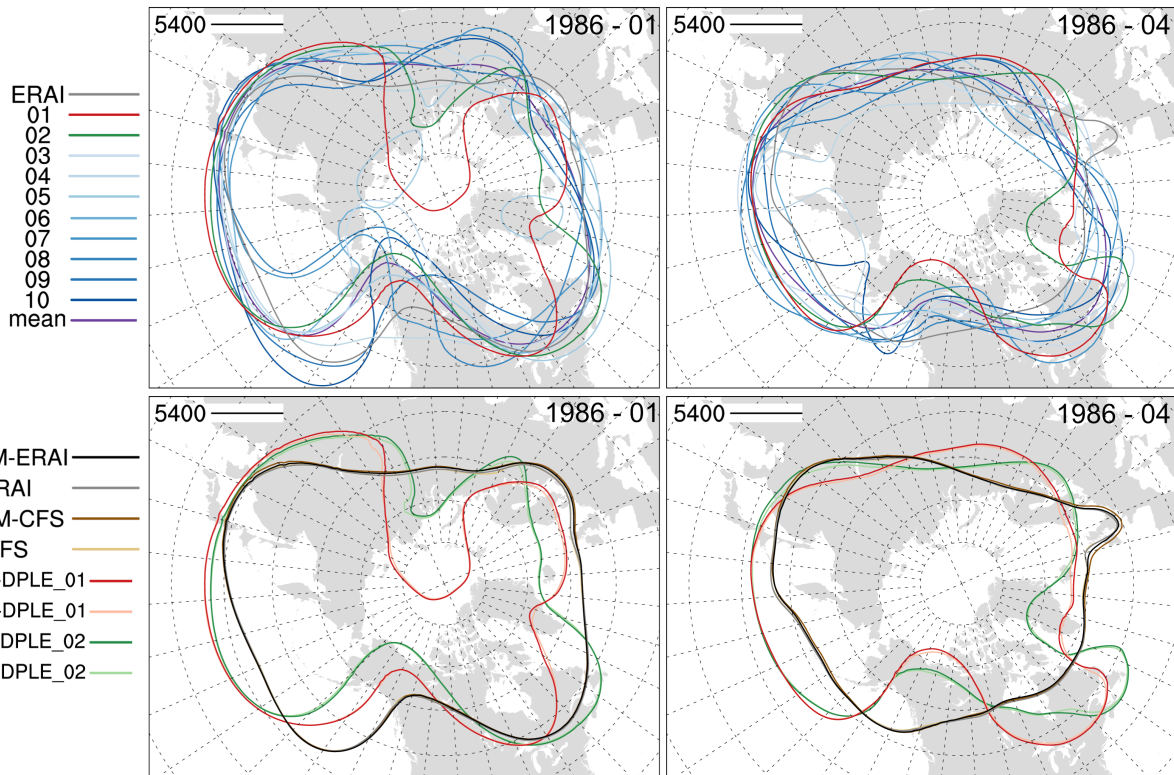 5400 1986 - 01
5400 1986 - 04
ERAI
01
02
03
04
05
06
07
08
09
10
mean
5400 1986 - 01
5400 1986 - 04
M-ERAI
RAI
M-CFS
FS
-DPLE_01
-DPLE_01
DPLE_02
DPLE_02